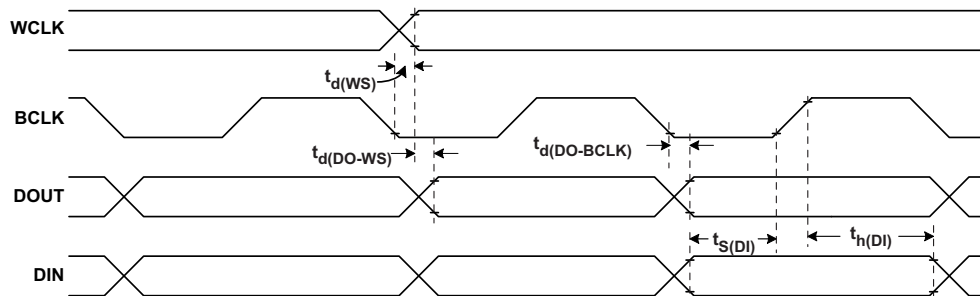 WCLK
t_d(WS)
BCLK
t_d(DO-WS)
t_d(DO-BCLK)
DOUT
t_S(DI)
t_h(DI)
DIN